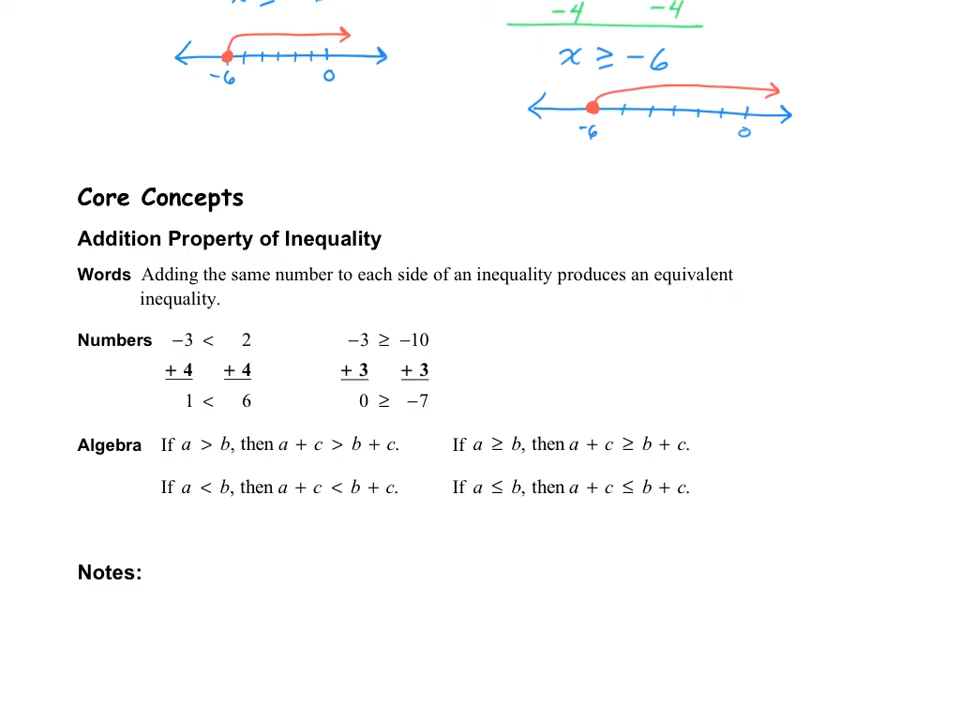 -4 -4
x ≥ -6
-6 0
-6 0
Core Concepts
Addition Property of Inequality
Words Adding the same number to each side of an inequality produces an equivalent
inequality.
Numbers −3 < 2 −3 ≥ −10
+ 4 + 4 + 3 + 3
1 < 6 0 ≥ −7
Algebra If a > b, then a + c > b + c. If a ≥ b, then a + c ≥ b + c.
If a < b, then a + c < b + c. If a ≤ b, then a + c ≤ b + c.
Notes: